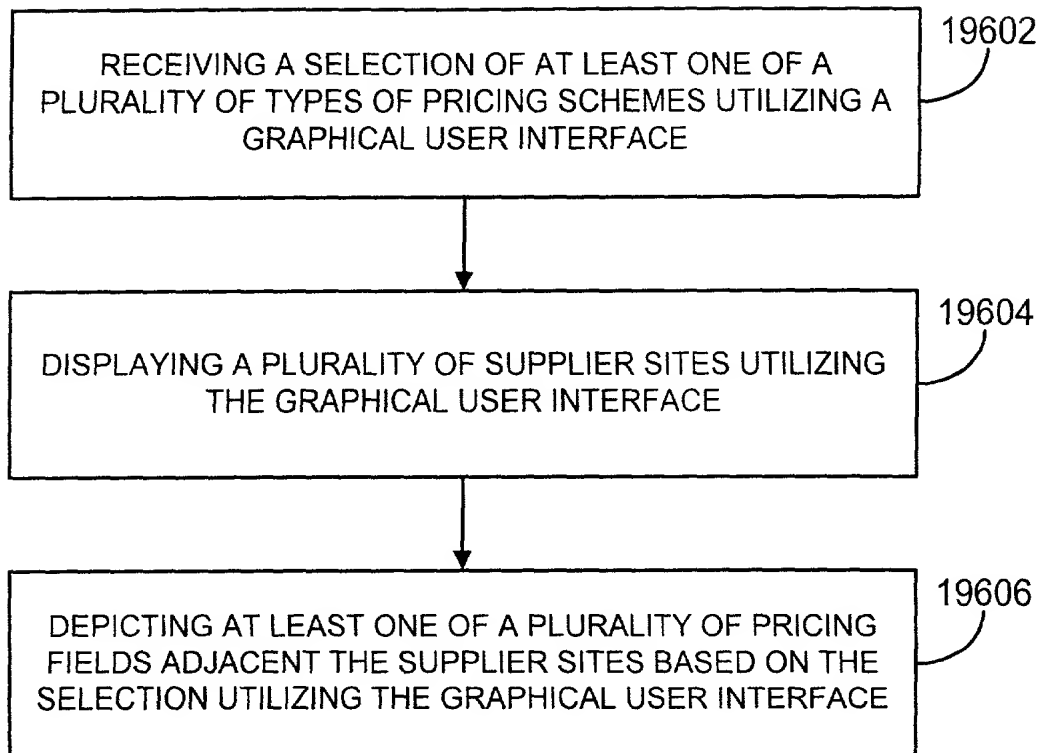 19602
RECEIVING A SELECTION OF AT LEAST ONE OF A
PLURALITY OF TYPES OF PRICING SCHEMES UTILIZING A
GRAPHICAL USER INTERFACE
19604
DISPLAYING A PLURALITY OF SUPPLIER SITES UTILIZING
THE GRAPHICAL USER INTERFACE
19606
DEPICTING AT LEAST ONE OF A PLURALITY OF PRICING
FIELDS ADJACENT THE SUPPLIER SITES BASED ON THE
SELECTION UTILIZING THE GRAPHICAL USER INTERFACE